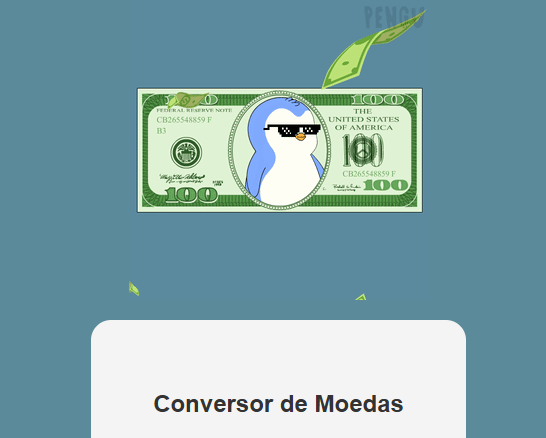 PENGU
100
100
FEDERAL RESERVE NOTE
THE
UNITED STATES
OF AMERICA
CB265548859 F
B3
100
CB265548859 F
100
100
Conversor de Moedas